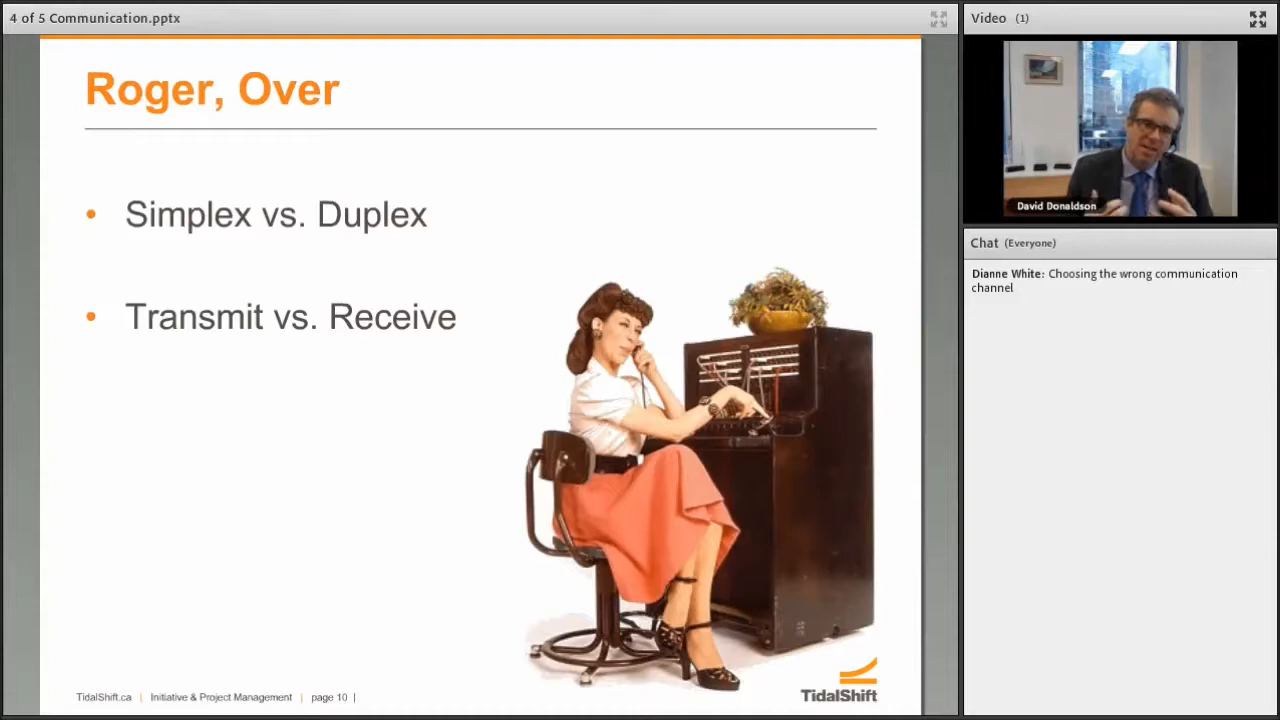 4 of 5 Communication.pptx
Roger, Over
• Simplex vs. Duplex
• Transmit vs. Receive
TidalShift.ca | Initiative & Project Management | page 10 |
TidalShift
Video (1)
David Donaldson
Chat (Everyone)
Dianne White: Choosing the wrong communication
channel